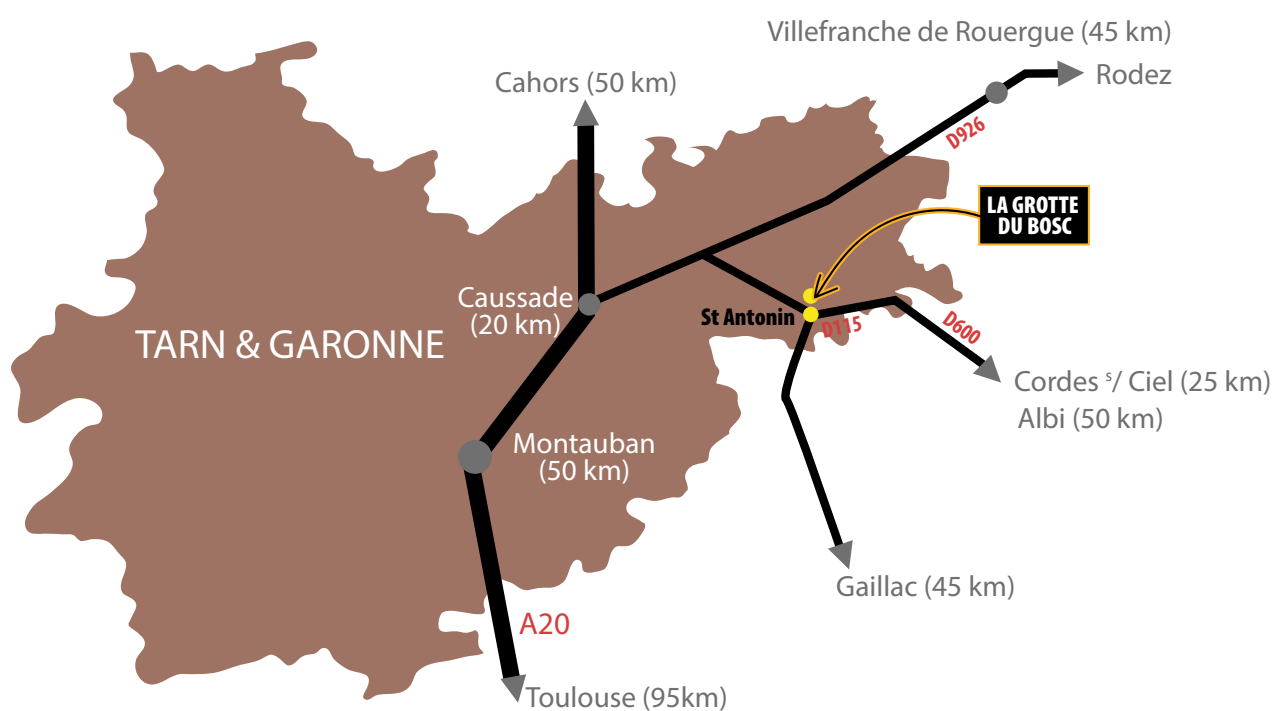 Villefranche de Rouergue (45 km)
Rodez
Cahors (50 km)
D926
LA GROTTE
DU BOSC
Caussade
(20 km)
St Antonin
D115
D600
TARN & GARONNE
Cordes s/ Ciel (25 km)
Albi (50 km)
Montauban
(50 km)
Gaillac (45 km)
A20
Toulouse (95km)